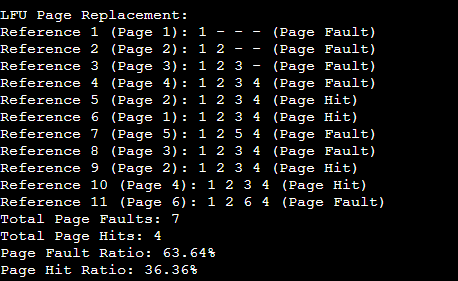 LFU Page Replacement:
Reference 1 (Page 1): 1 - - - (Page Fault)
Reference 2 (Page 2): 1 2 - - (Page Fault)
Reference 3 (Page 3): 1 2 3 - (Page Fault)
Reference 4 (Page 4): 1 2 3 4 (Page Fault)
Reference 5 (Page 2): 1 2 3 4 (Page Hit)
Reference 6 (Page 1): 1 2 3 4 (Page Hit)
Reference 7 (Page 5): 1 2 5 4 (Page Fault)
Reference 8 (Page 3): 1 2 3 4 (Page Fault)
Reference 9 (Page 2): 1 2 3 4 (Page Hit)
Reference 10 (Page 4): 1 2 3 4 (Page Hit)
Reference 11 (Page 6): 1 2 6 4 (Page Fault)
Total Page Faults: 7
Total Page Hits: 4
Page Fault Ratio: 63.64%
Page Hit Ratio: 36.36%